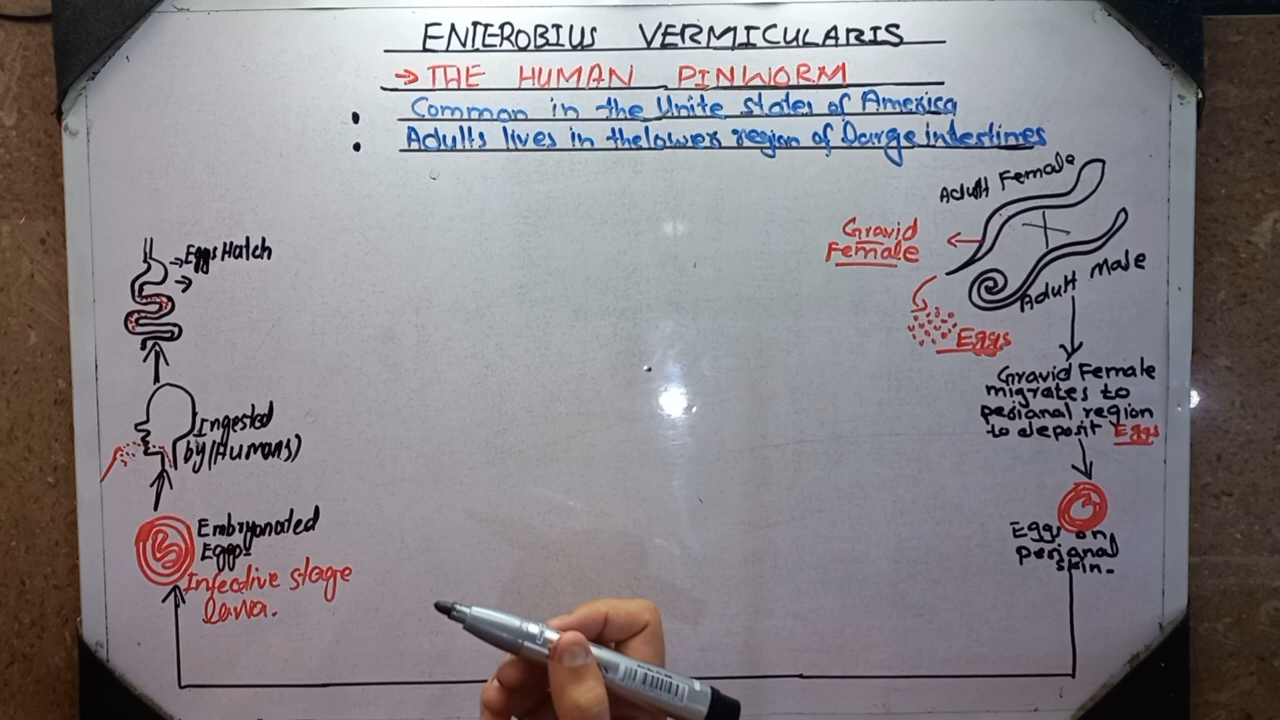 ENTEROBIUS VERMICULARIS
→ THE HUMAN PINWORM
: Common in the Unite states of America
: Adults lives in the lower region of Large intestines
Adult Female
Gravid
Female
Adult Male
Eggs
Gravid Female
migrates to
perianal region
to deposit Eggs
Eggs on
perianal
skin.
→ Eggs Hatch
Ingested
by (Humans)
Embryonated
Infective stage